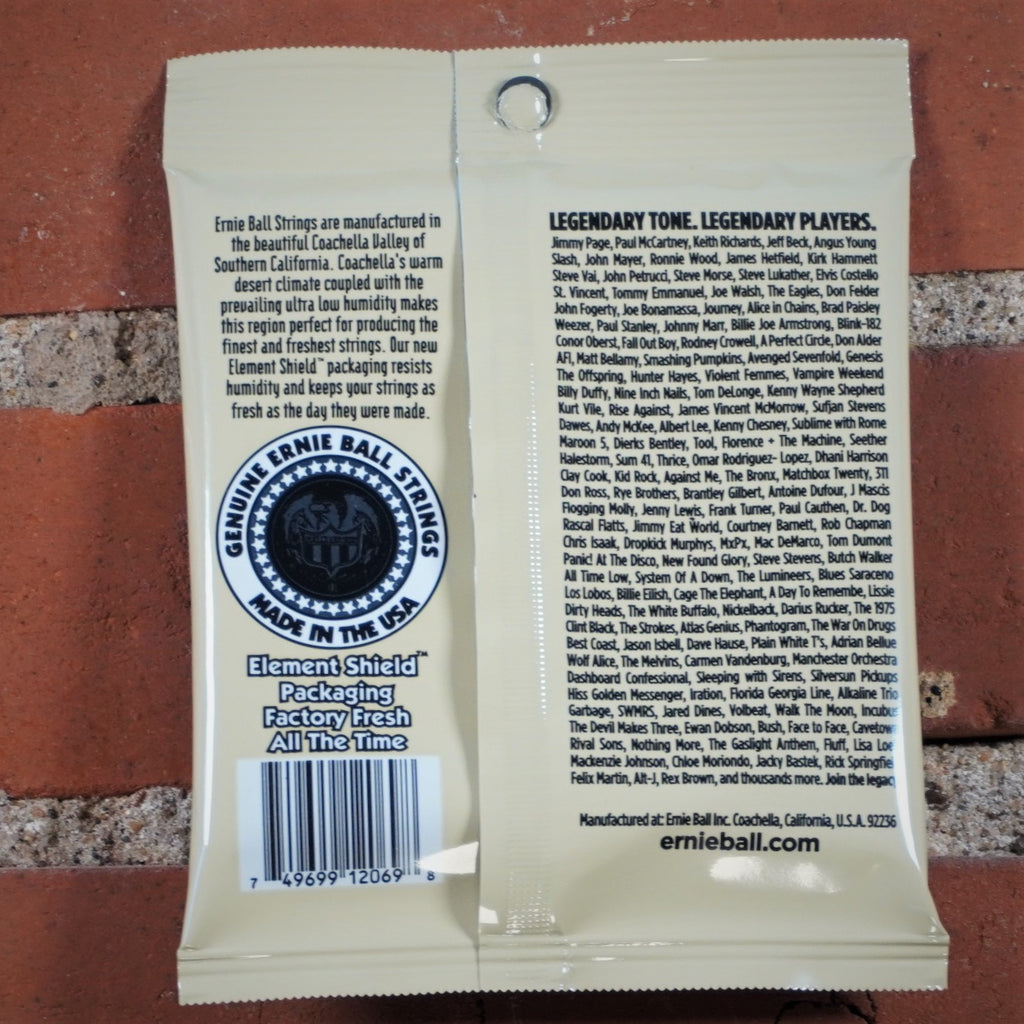 Ernie Ball Strings are manufactured in
the beautiful Coachella Valley of
Southern California. Coachella's warm
desert climate coupled with the
prevailing ultra low humidity makes
this region perfect for producing the
finest and freshest strings. Our new
Element Shield™ packaging resists
humidity and keeps your strings as
fresh as the day they were made.
GENUINE ERNIE BALL STRINGS
MADE IN THE USA
Element Shield™
Packaging
Factory Fresh
All The Time
7 49699 12069 8
LEGENDARY TONE. LEGENDARY PLAYERS.
Jimmy Page, Paul McCartney, Keith Richards, Jeff Beck, Angus Young
Slash, John Mayer, Ronnie Wood, James Hetfield, Kirk Hammett
Steve Vai, John Petrucci, Steve Morse, Steve Lukather, Elvis Costello
St. Vincent, Tommy Emmanuel, Joe Walsh, The Eagles, Don Felder
John Fogerty, Joe Bonamassa, Journey, Alice in Chains, Brad Paisley
Weezer, Paul Stanley, Johnny Marr, Billie Joe Armstrong, Blink-182
Conor Oberst, Fall Out Boy, Rodney Crowell, A Perfect Circle, Don Alder
AFI, Matt Bellamy, Smashing Pumpkins, Avenged Sevenfold, Genesis
The Offspring, Hunter Hayes, Violent Femmes, Vampire Weekend
Billy Duffy, Nine Inch Nails, Tom DeLonge, Kenny Wayne Shepherd
Kurt Vile, Rise Against, James Vincent McMorrow, Sufjan Stevens
Dawes, Andy McKee, Albert Lee, Kenny Chesney, Sublime with Rome
Maroon 5, Dierks Bentley, Tool, Florence + The Machine, Seether
Halestorm, Sum 41, Thrice, Omar Rodriguez- Lopez, Dhani Harrison
Clay Cook, Kid Rock, Against Me, The Bronx, Matchbox Twenty, 311
Don Ross, Rye Brothers, Brantley Gilbert, Antoine Dufour, J Mascis
Flogging Molly, Jenny Lewis, Frank Turner, Paul Cauthen, Dr. Dog
Rascal Flatts, Jimmy Eat World, Courtney Barnett, Rob Chapman
Chris Isaak, Dropkick Murphys, MxPx, Mac DeMarco, Tom Dumont
Panic! At The Disco, New Found Glory, Steve Stevens, Butch Walker
All Time Low, System Of A Down, The Lumineers, Blues Saraceno
Los Lobos, Billie Eilish, Cage The Elephant, A Day To Remembe, Lissie
Dirty Heads, The White Buffalo, Nickelback, Darius Rucker, The 1975
Clint Black, The Strokes, Atlas Genius, Phantogram, The War On Drugs
Best Coast, Jason Isbell, Dave Hause, Plain White T's, Adrian Bellue
Wolf Alice, The Melvins, Carmen Vandenburg, Manchester Orchestra
Dashboard Confessional, Sleeping with Sirens, Silversun Pickups
Hiss Golden Messenger, Iration, Florida Georgia Line, Alkaline Trio
Garbage, SWMRS, Jared Dines, Volbeat, Walk The Moon, Incubus
The Devil Makes Three, Ewan Dobson, Bush, Face to Face, Cavetow
Rival Sons, Nothing More, The Gaslight Anthem, Fluff, Lisa Loe
Mackenzie Johnson, Chloe Moriondo, Jacky Bastek, Rick Springfie
Felix Martin, Alt-J, Rex Brown, and thousands more. Join the legac
Manufactured at: Ernie Ball Inc. Coachella, California, U.S.A. 92236
ernieball.com